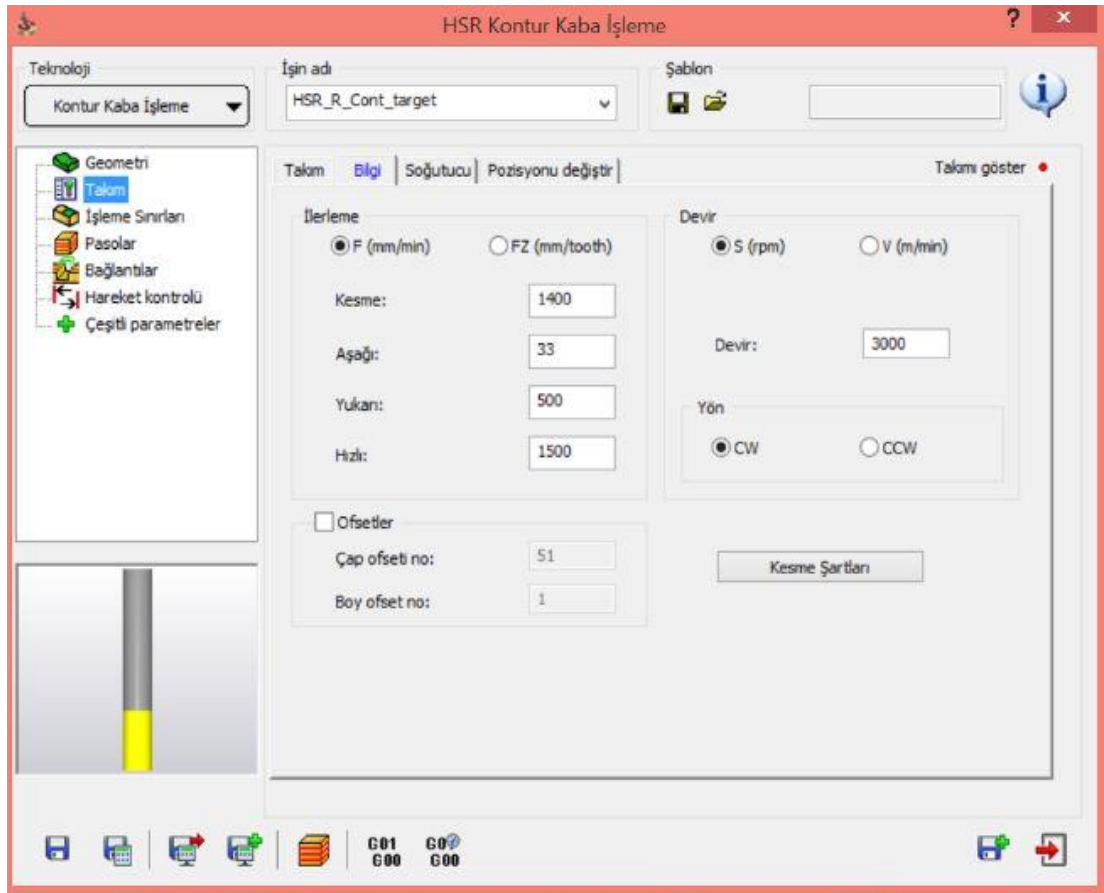 HSR Kontur Kaba İşleme
?
x
Teknoloji
Kontur Kaba İşleme
İşin adı
HSR_R_Cont_target
Şablon
Geometri
Takım
İşleme Sınırları
Pasolar
Bağlantılar
Hareket kontrolü
Çeşitli parametreler
Takım
Bilgi
Soğutucu
Pozisyonu değiştir
Takımı göster
İlerleme
F (mm/min)
FZ (mm/tooth)
Kesme: 1400
Aşağı: 33
Yukarı: 500
Hızlı: 1500
Devir
S (rpm)
V (m/min)
Devir: 3000
Yön
CW
CCW
Ofsetler
Çap ofseti no: 51
Boy ofset no: 1
Kesme Şartları
G01
G00
G00
G00